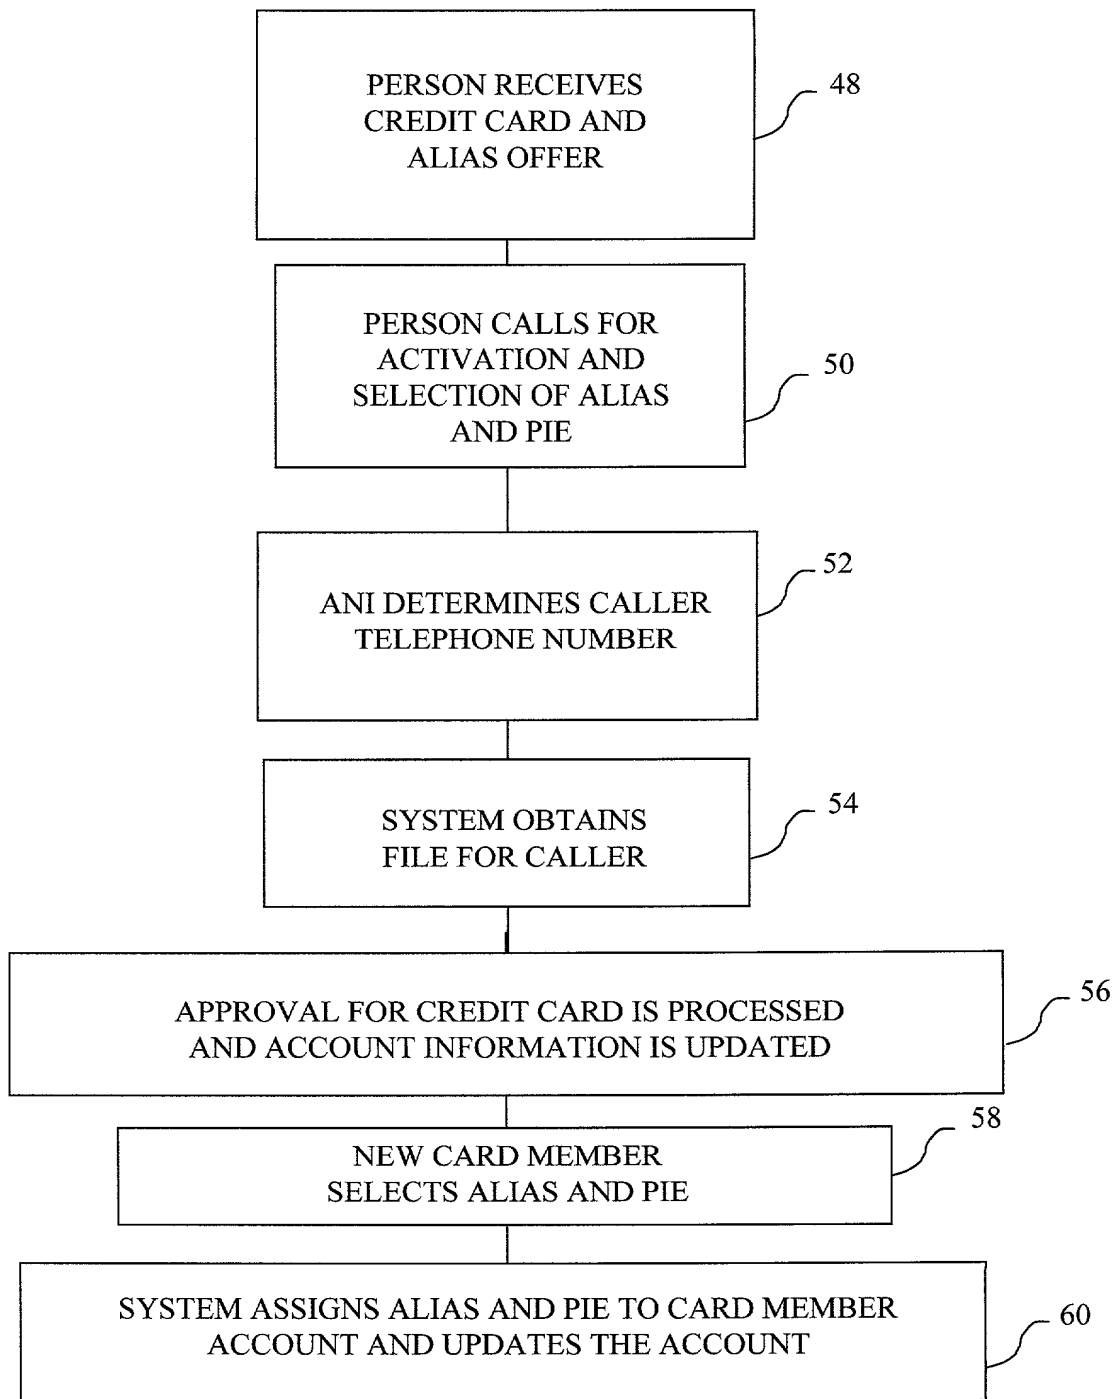 PERSON RECEIVES
CREDIT CARD AND
ALIAS OFFER
48
PERSON CALLS FOR
ACTIVATION AND
SELECTION OF ALIAS
AND PIE
50
ANI DETERMINES CALLER
TELEPHONE NUMBER
52
SYSTEM OBTAINS
FILE FOR CALLER
54
APPROVAL FOR CREDIT CARD IS PROCESSED
AND ACCOUNT INFORMATION IS UPDATED
56
NEW CARD MEMBER
SELECTS ALIAS AND PIE
58
SYSTEM ASSIGNS ALIAS AND PIE TO CARD MEMBER
ACCOUNT AND UPDATES THE ACCOUNT
60